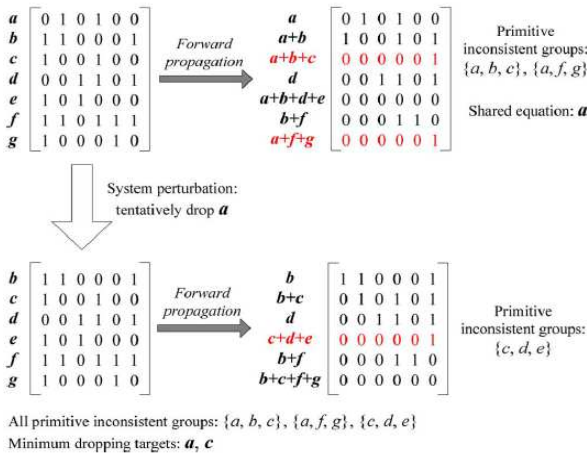 a 0 1 0 1 0 0
b 1 1 0 0 0 1
c 1 0 0 1 0 0
d 0 0 1 1 0 1
e 1 0 1 0 0 0
f 1 1 0 1 1 1
g 1 0 0 0 1 0
Forward
propagation
a 0 1 0 1 0 0
a+b 1 0 0 1 0 1
a+b+c 0 0 0 0 0 1
d 0 0 1 1 0 1
a+b+d+e 0 0 0 0 0 0
b+f 0 0 0 1 1 0
a+f+g 0 0 0 0 0 1
Primitive
inconsistent groups:
{a, b, c}, {a, f, g}
Shared equation: a
System perturbation:
tentatively drop a
b 1 1 0 0 0 1
c 1 0 0 1 0 0
d 0 0 1 1 0 1
e 1 0 1 0 0 0
f 1 1 0 1 1 1
g 1 0 0 0 1 0
Forward
propagation
b 1 1 0 0 0 1
b+c 0 1 0 1 0 1
d 0 0 1 1 0 1
c+d+e 0 0 0 0 0 1
b+f 0 0 0 1 1 0
b+c+f+g 0 0 0 0 0 0
Primitive
inconsistent groups:
{c, d, e}
All primitive inconsistent groups: {a, b, c}, {a, f, g}, {c, d, e}
Minimum dropping targets: a, c